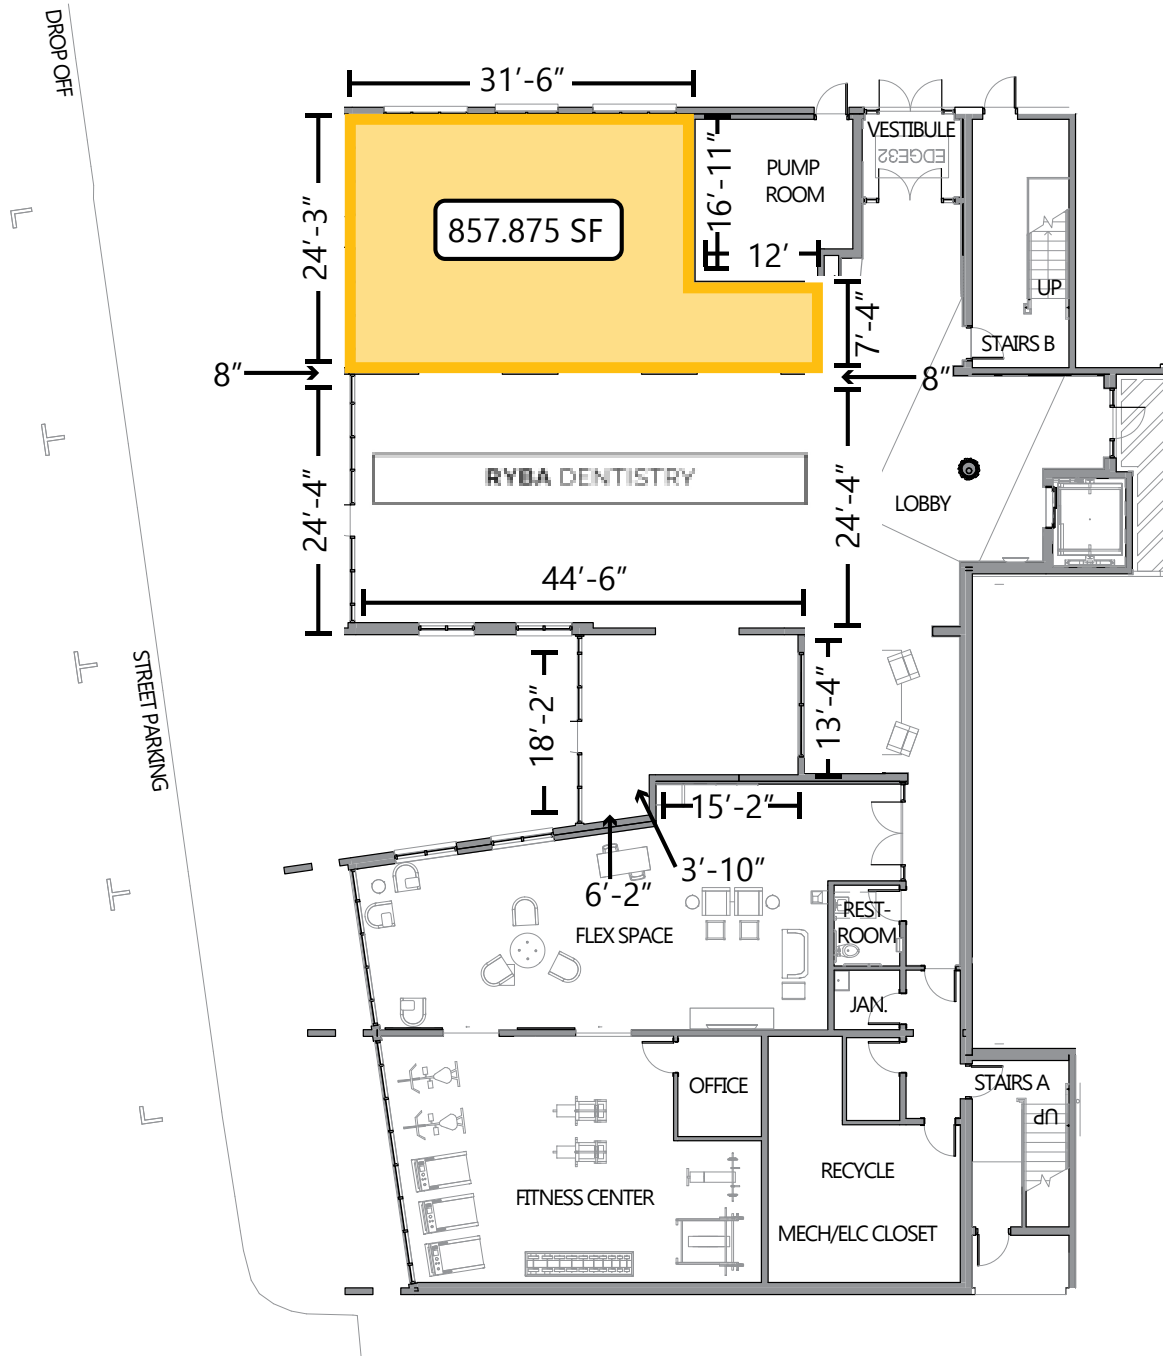 DROP OFF
31′-6″
VESTIBULE
EDGE32
PUMP
ROOM
16′-11″
24′-3″
857.875 SF
12′
UP
7′-4″
STAIRS B
8″
8″
RYBA DENTISTRY
24′-4″
24′-4″
LOBBY
44′-6″
STREET PARKING
18′-2″
13′-4″
15′-2″
3′-10″
6′-2″
REST-
ROOM
FLEX SPACE
JAN.
OFFICE
STAIRS A
UP
RECYCLE
FITNESS CENTER
MECH/ELC CLOSET